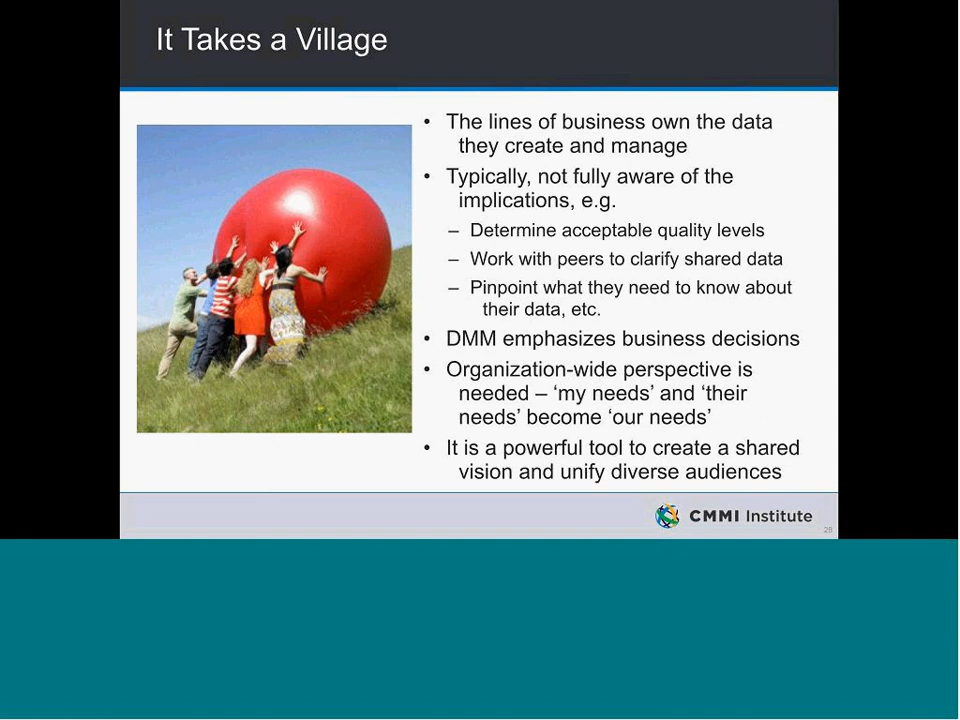 It Takes a Village
• The lines of business own the data
they create and manage
• Typically, not fully aware of the
implications, e.g.
– Determine acceptable quality levels
– Work with peers to clarify shared data
– Pinpoint what they need to know about
their data, etc.
• DMM emphasizes business decisions
• Organization-wide perspective is
needed – ‘my needs’ and ‘their
needs’ become ‘our needs’
• It is a powerful tool to create a shared
vision and unify diverse audiences
CMMI Institute
28